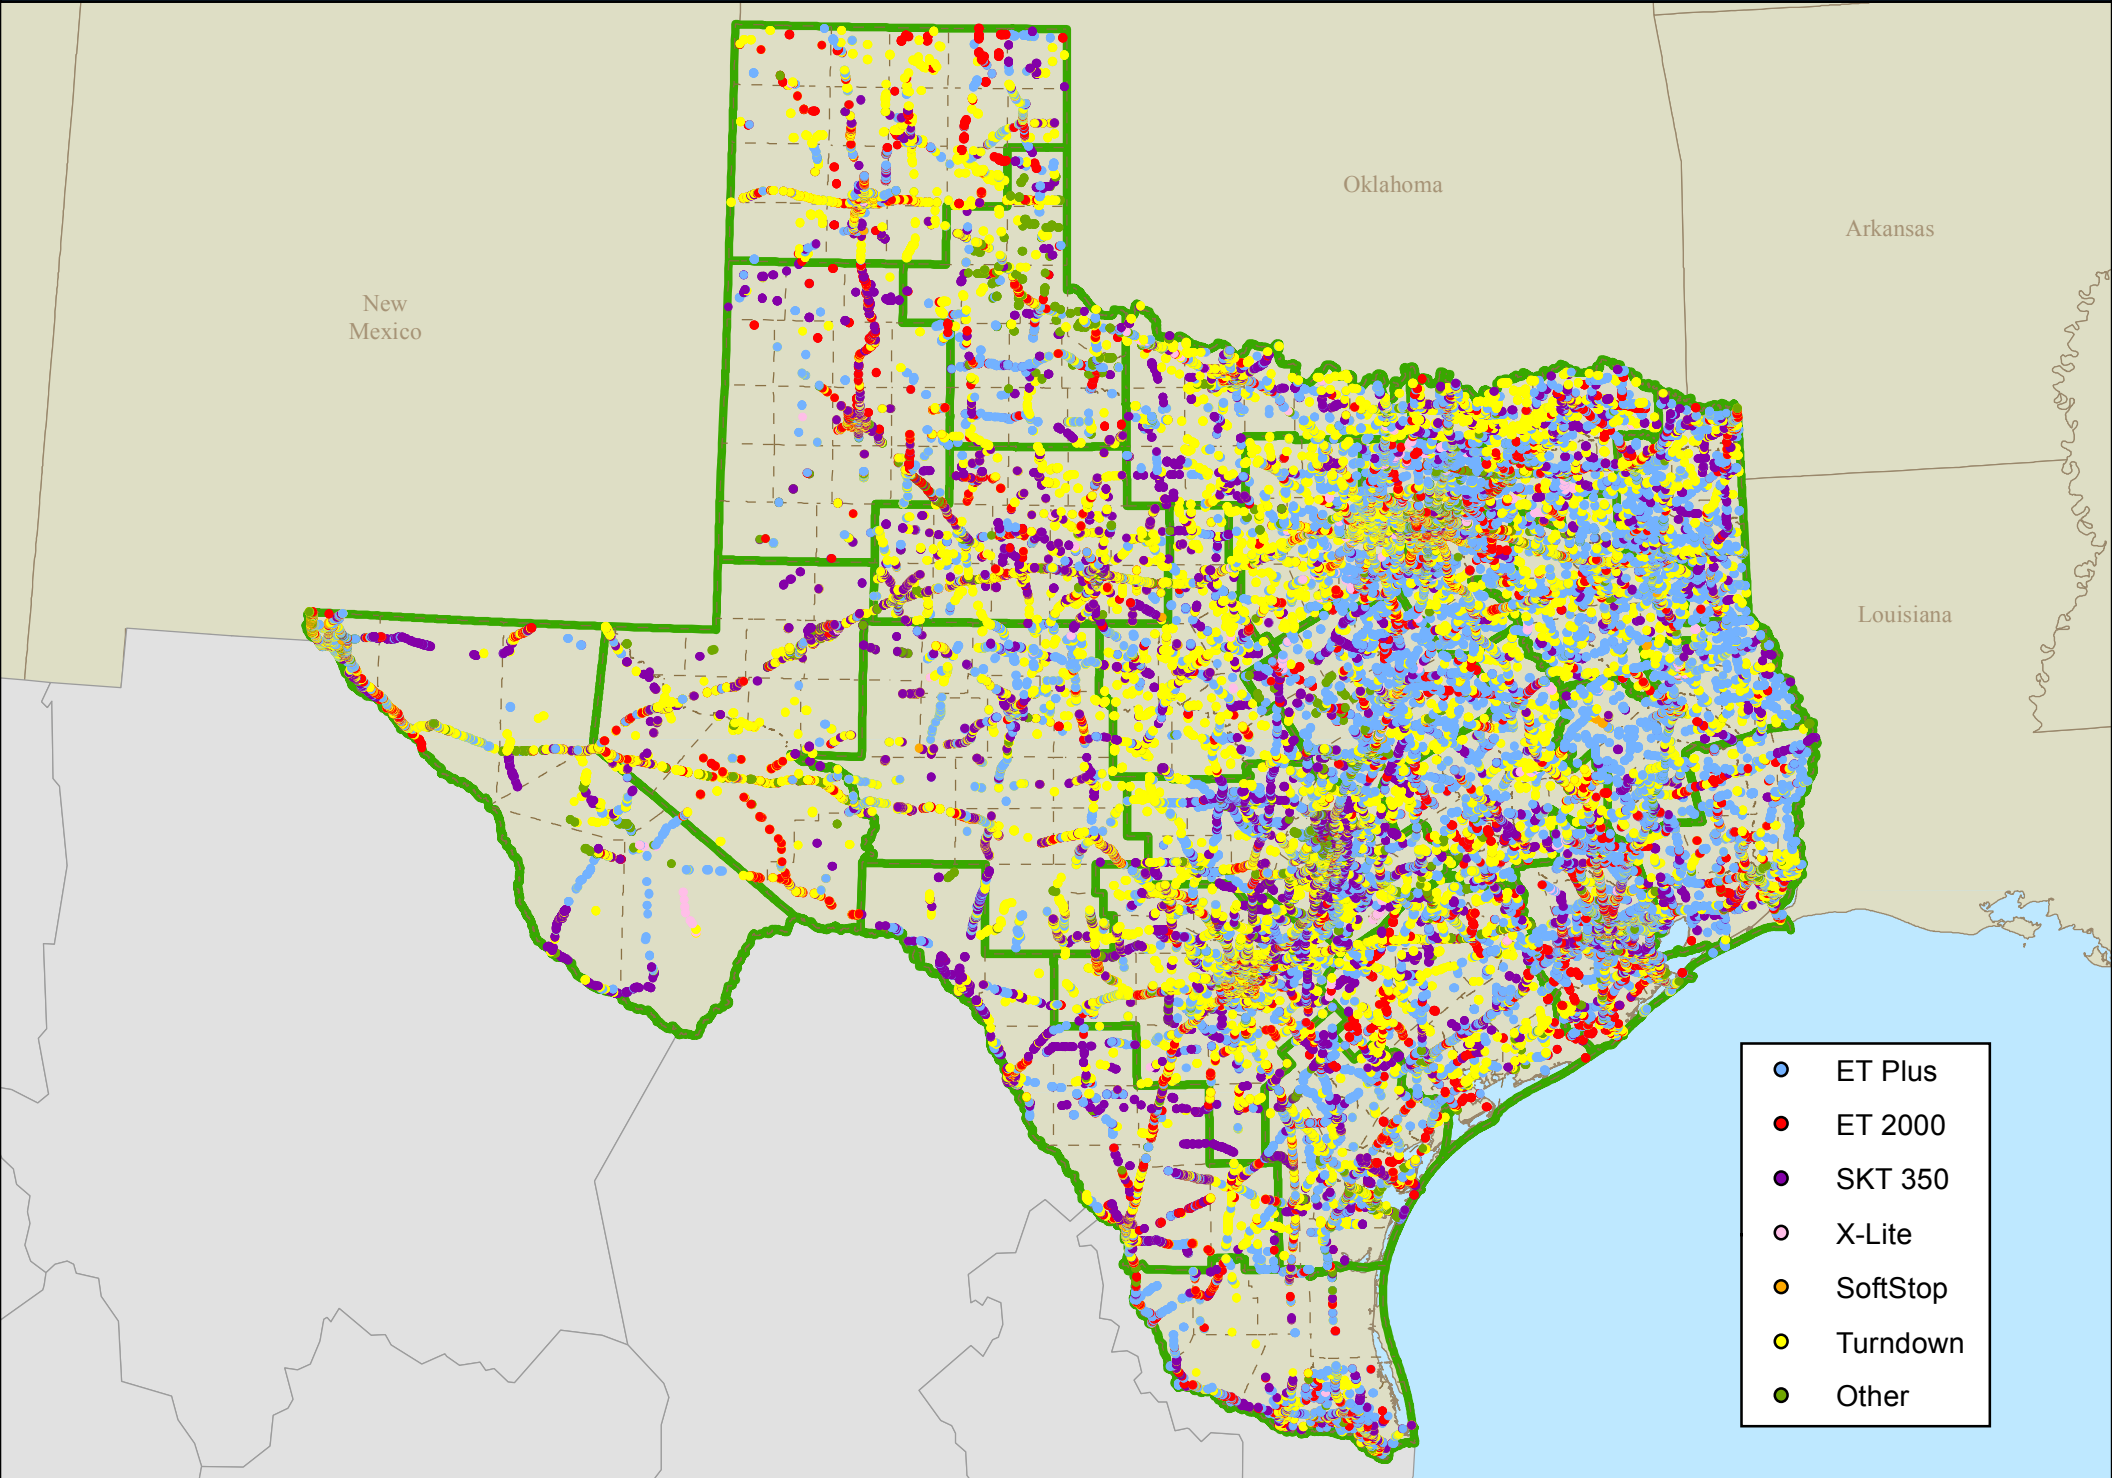 Oklahoma
Arkansas
New
Mexico
Louisiana
ET Plus
ET 2000
SKT 350
X-Lite
SoftStop
Turndown
Other